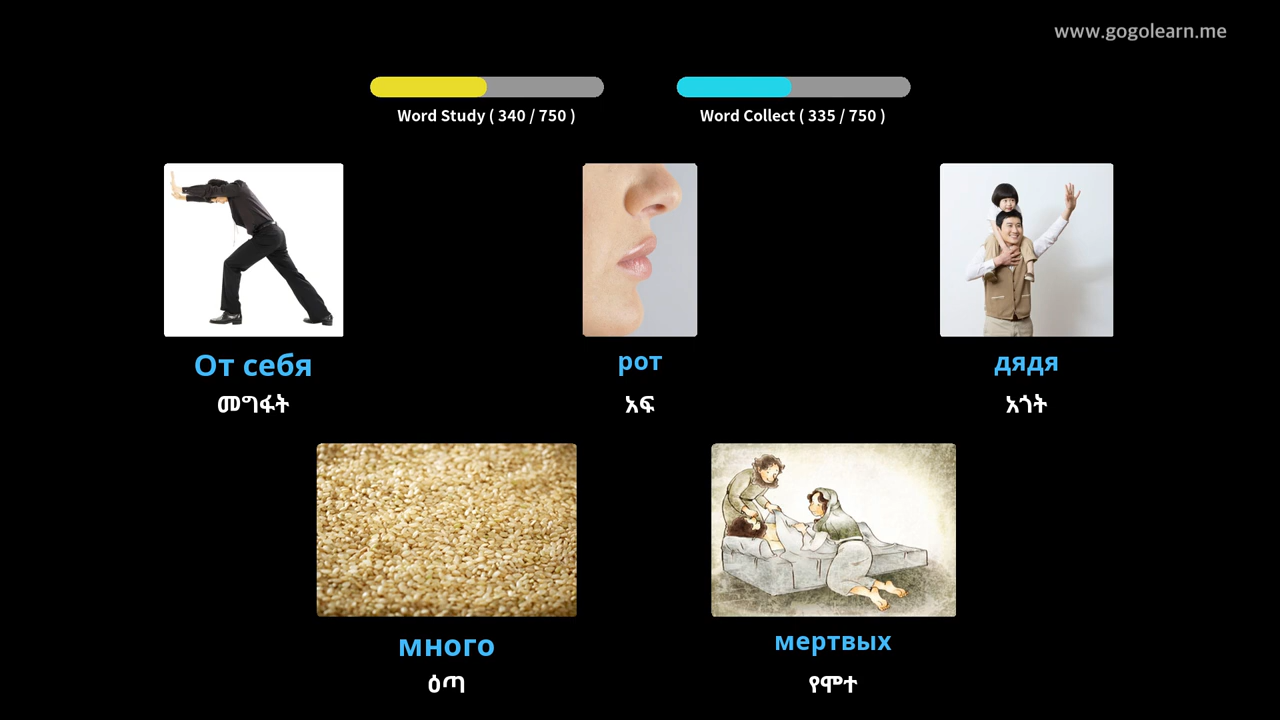 www.gogolearn.me
Word Study ( 340 / 750 )
Word Collect ( 335 / 750 )
От себя
መግፋት
рот
አፍ
дядя
አጎት
много
ዕጣ
мертвых
የሞተ